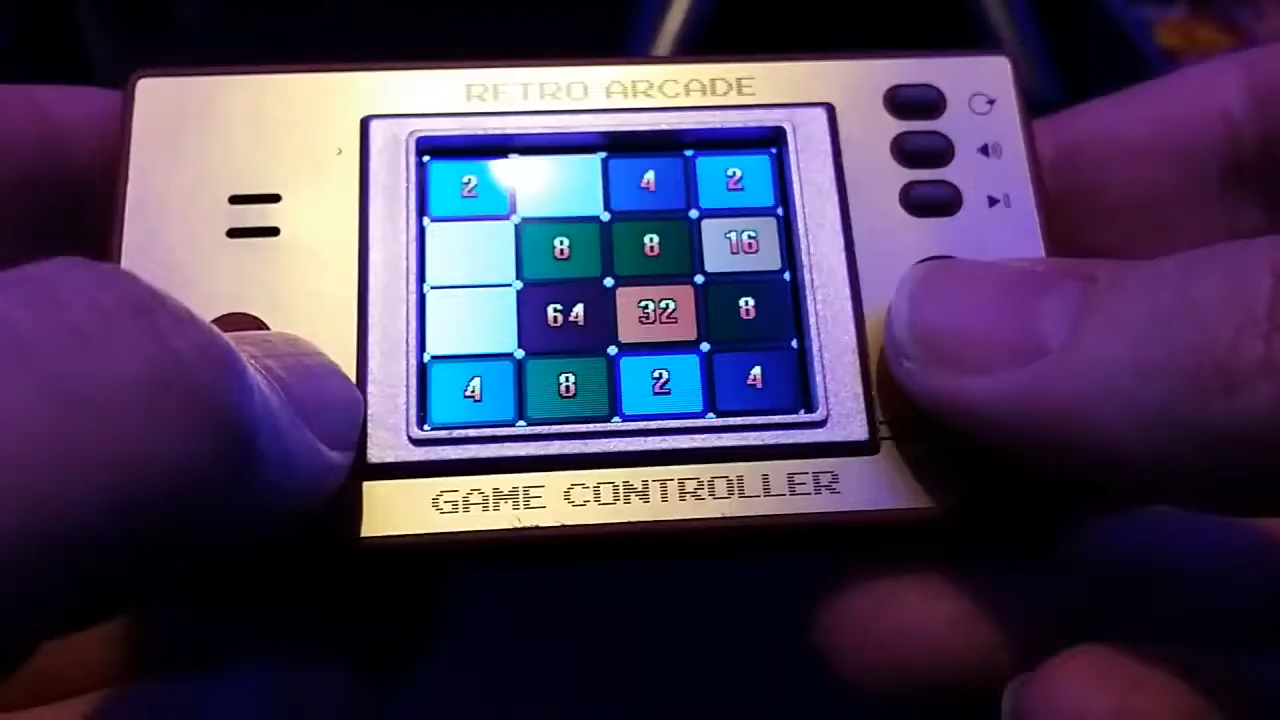 RETRO ARCADE
2 4 2
8 8 16
64 32 8
4 8 2 4
GAME CONTROLLER